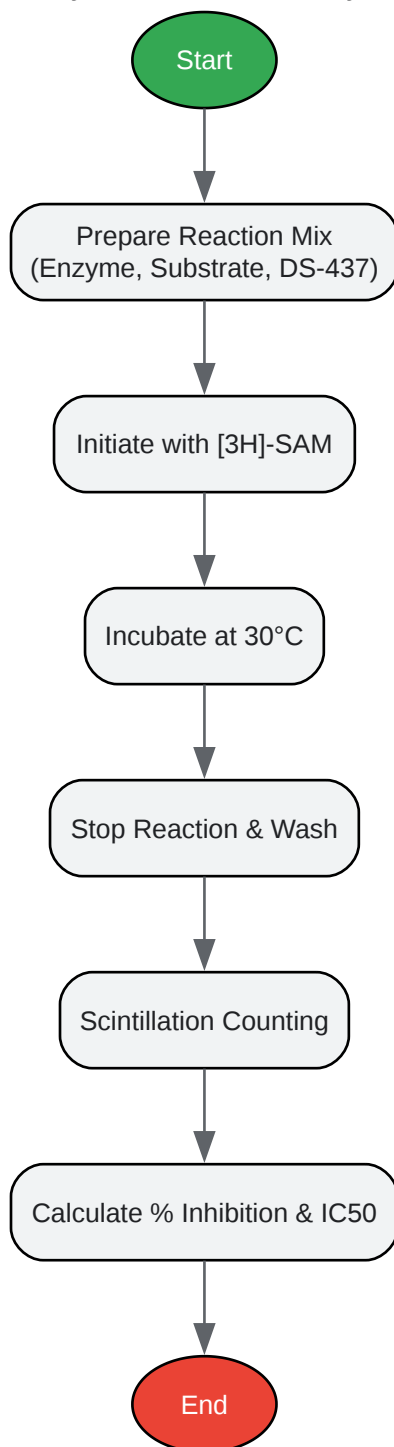 Start
Prepare Reaction Mix
(Enzyme, Substrate, DS-437)
Initiate with [3H]-SAM
Incubate at 30°C
Stop Reaction & Wash
Scintillation Counting
Calculate % Inhibition & IC50
End